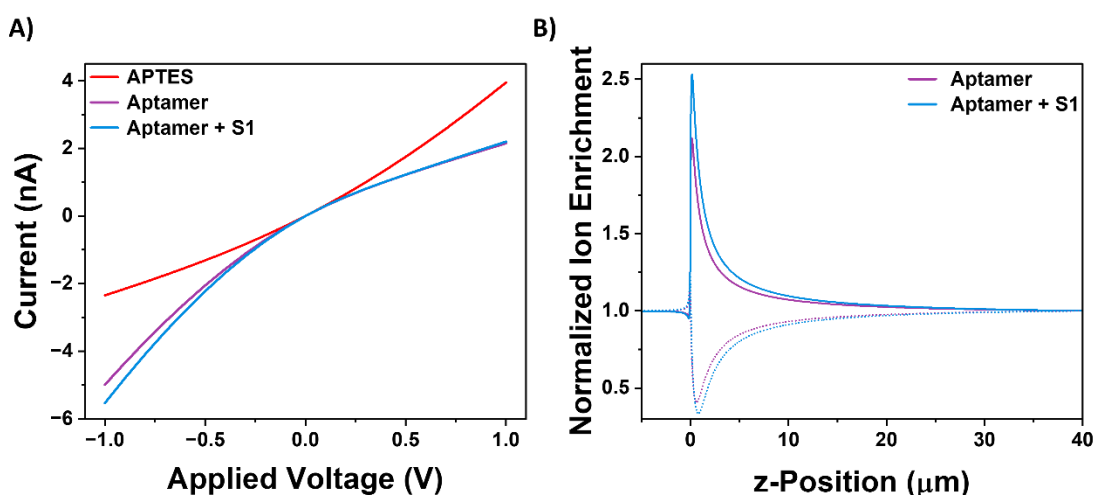 A)
APTES
Aptamer
Aptamer + S1
Current (nA)
4
2
0
−2
−4
−6
−1.0
−0.5
0.0
0.5
1.0
Applied Voltage (V)
B)
Aptamer
Aptamer + S1
Normalized Ion Enrichment
2.5
2.0
1.5
1.0
0.5
0
10
20
30
40
z-Position (μm)